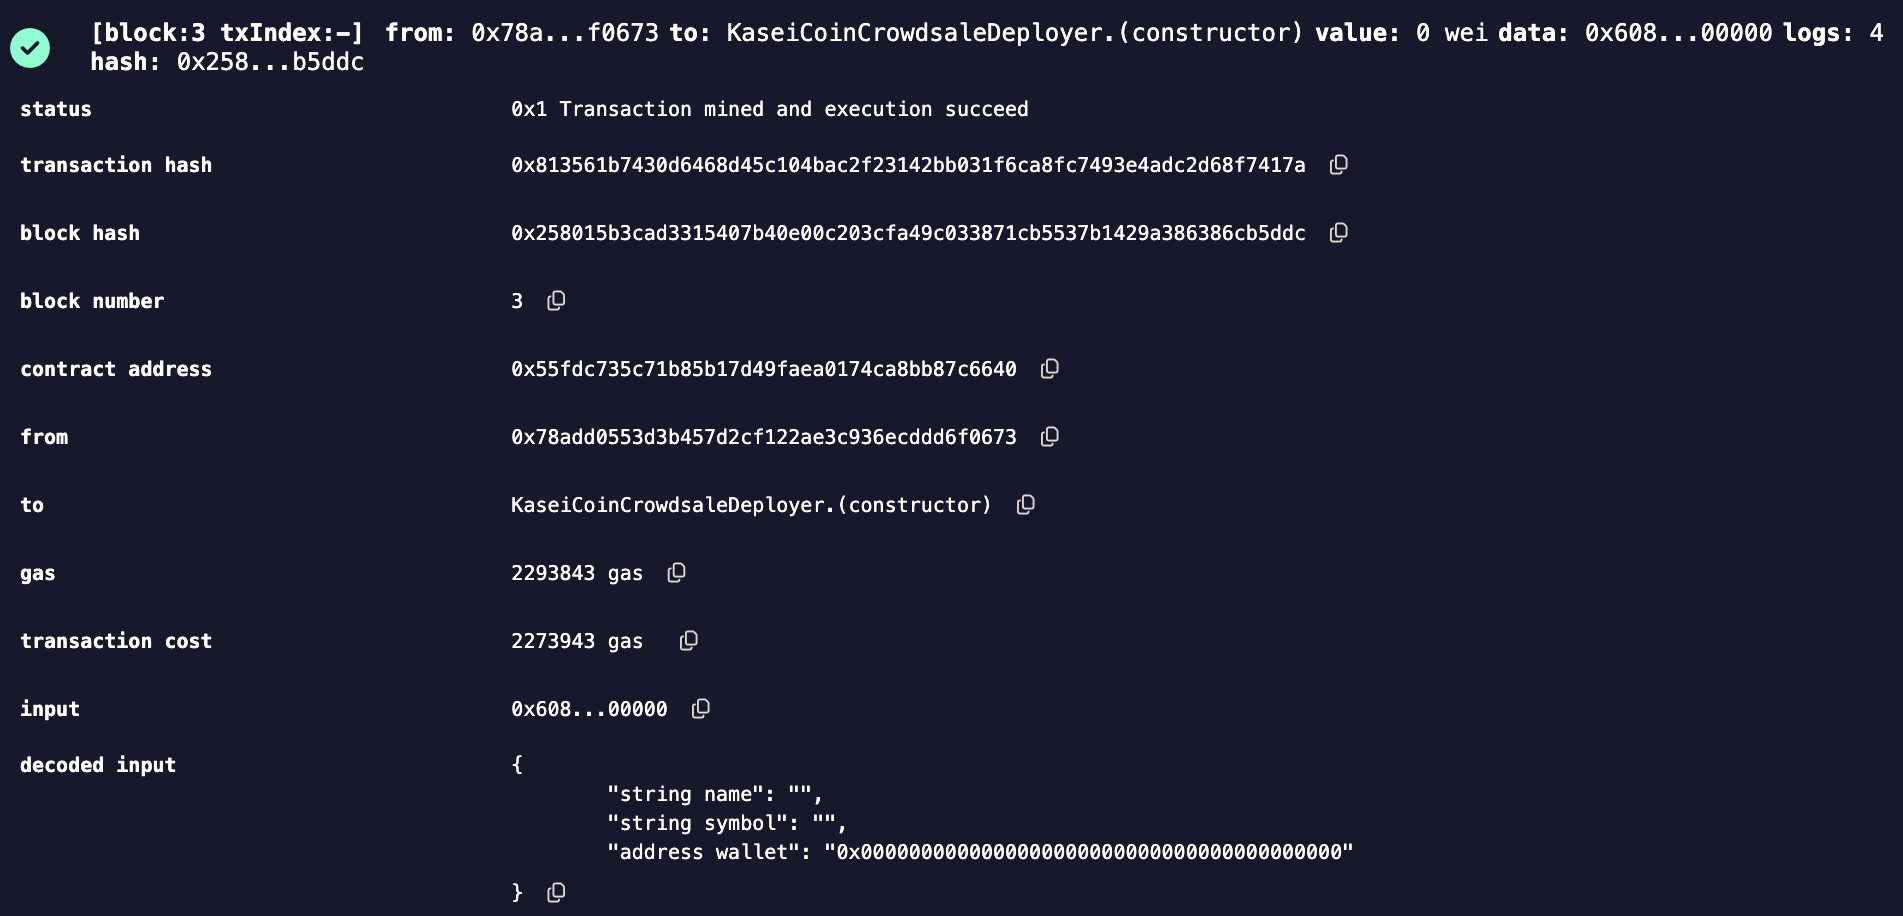 [block:3 txIndex:-] from: 0x78a...f0673 to: KaseiCoinCrowdsaleDeployer.(constructor) value: 0 wei data: 0x608...00000 logs: 4
hash: 0x258...b5ddc
status 0x1 Transaction mined and execution succeed
transaction hash 0x813561b7430d6468d45c104bac2f23142bb031f6ca8fc7493e4adc2d68f7417a
block hash 0x258015b3cad3315407b40e00c203cfa49c033871cb5537b1429a386386cb5ddc
block number 3
contract address 0x55fdc735c71b85b17d49faea0174ca8bb87c6640
from 0x78add0553d3b457d2cf122ae3c936ecddd6f0673
to KaseiCoinCrowdsaleDeployer.(constructor)
gas 2293843 gas
transaction cost 2273943 gas
input 0x608...00000
decoded input {
"string name": "",
"string symbol": "",
"address wallet": "0x0000000000000000000000000000000000000000"
}